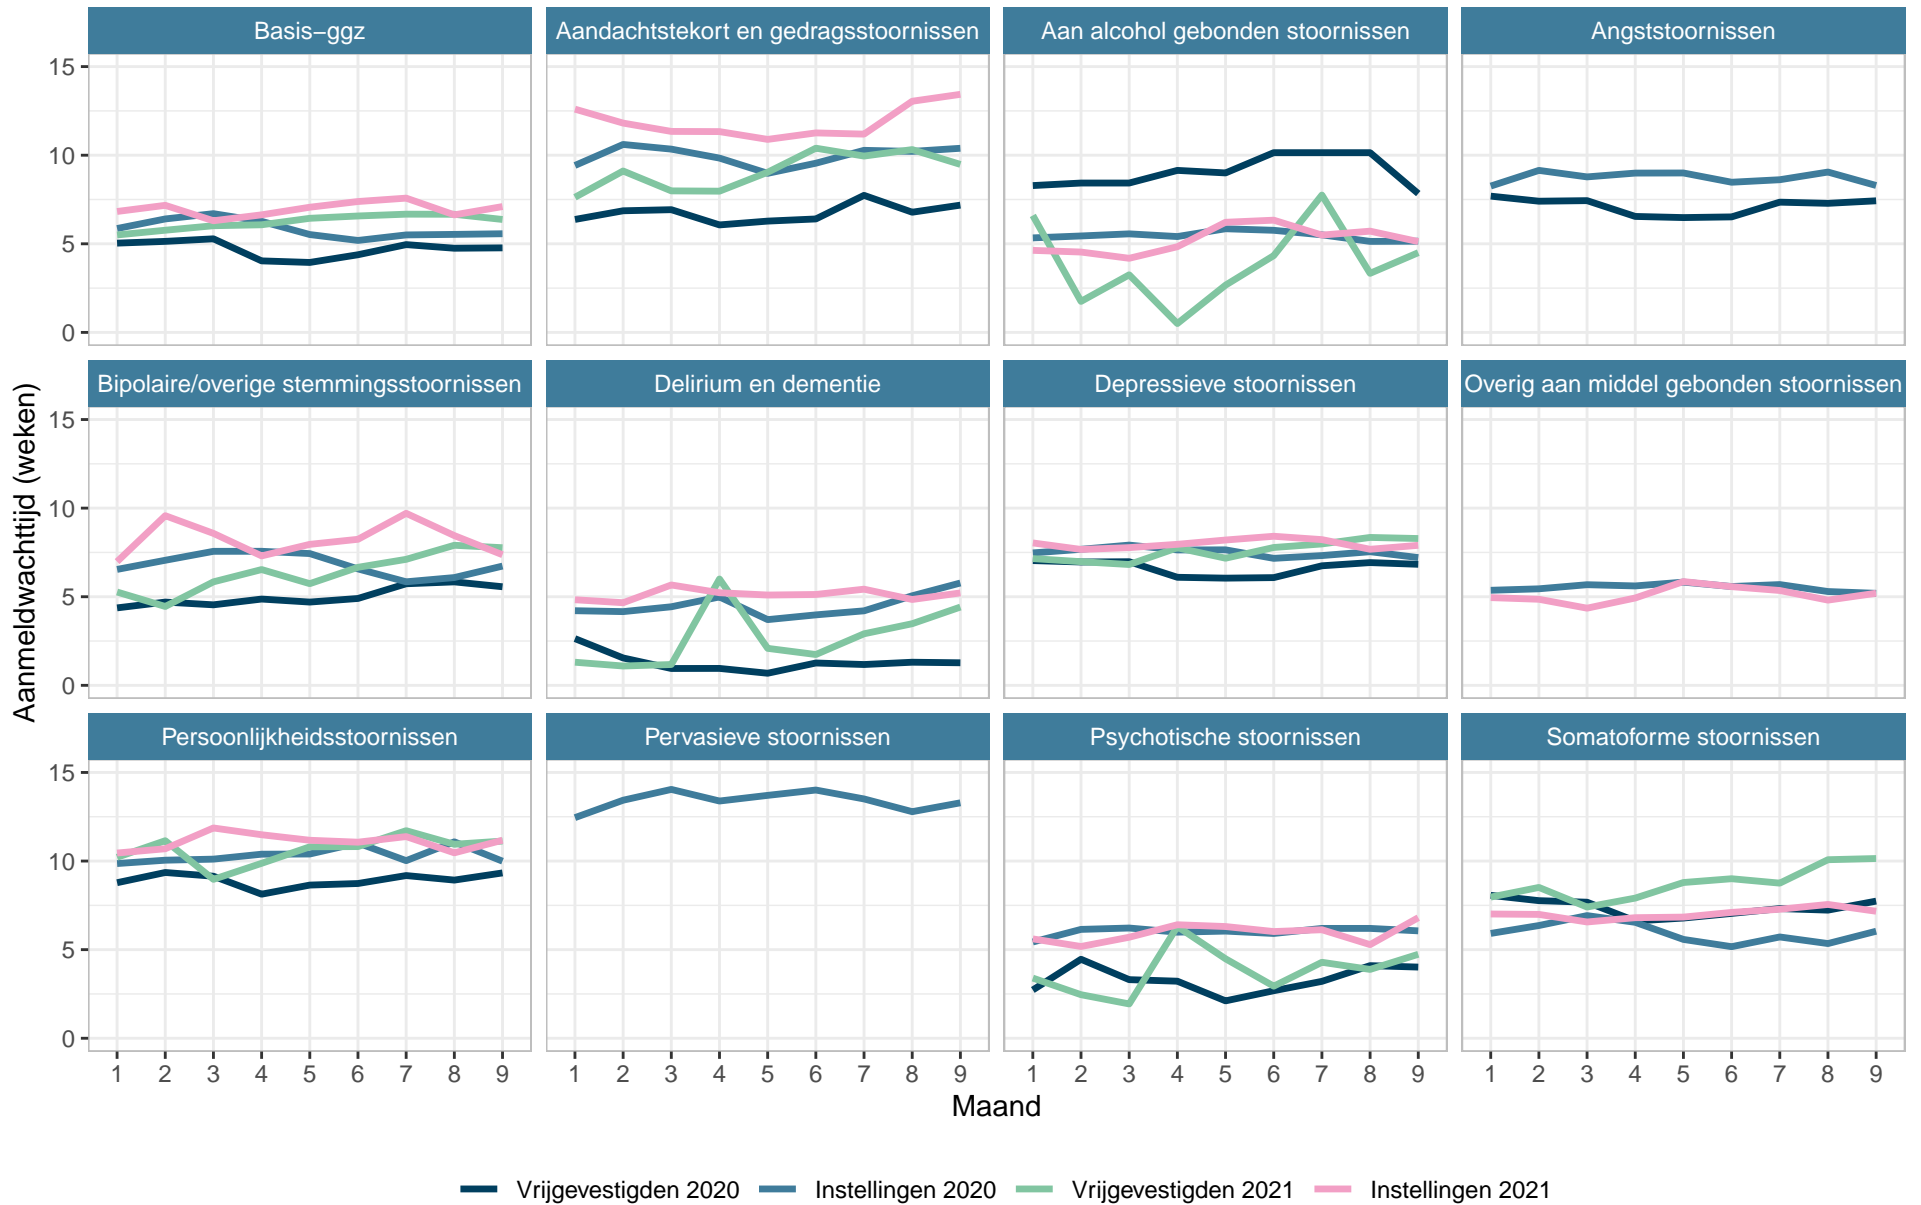 Basis−ggz
Aandachtstekort en gedragsstoornissen
Aan alcohol gebonden stoornissen
Angststoornissen
15
10
5
0
Bipolaire/overige stemmingsstoornissen
Delirium en dementie
Depressieve stoornissen
Overig aan middel gebonden stoornissen
15
10
5
0
Aanmeldwachttijd (weken)
Persoonlijkheidsstoornissen
Pervasieve stoornissen
Psychotische stoornissen
Somatoforme stoornissen
15
10
5
0
1 2 3 4 5 6 7 8 9
1 2 3 4 5 6 7 8 9
1 2 3 4 5 6 7 8 9
1 2 3 4 5 6 7 8 9
Maand
Vrijgevestigden 2020 Instellingen 2020 Vrijgevestigden 2021 Instellingen 2021